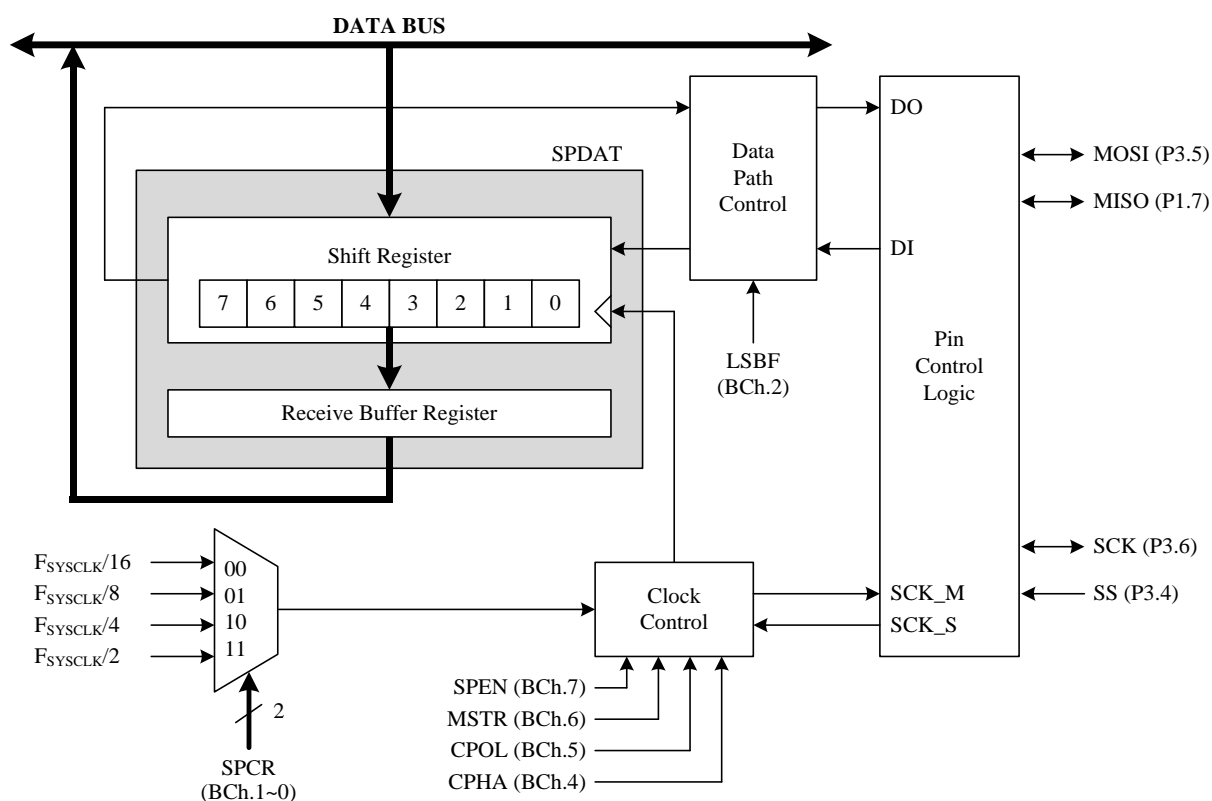 DATA BUS
SPDAT
Shift Register
7 6 5 4 3 2 1 0
Receive Buffer Register
Data
Path
Control
LSBF
(BCh.2)
DO
DI
Pin
Control
Logic
SCK_M
SCK_S
MOSI (P3.5)
MISO (P1.7)
SCK (P3.6)
SS (P3.4)
FSYSCLK/16
FSYSCLK/8
FSYSCLK/4
FSYSCLK/2
00
01
10
11
2
SPCR
(BCh.1~0)
Clock
Control
SPEN (BCh.7)
MSTR (BCh.6)
CPOL (BCh.5)
CPHA (BCh.4)